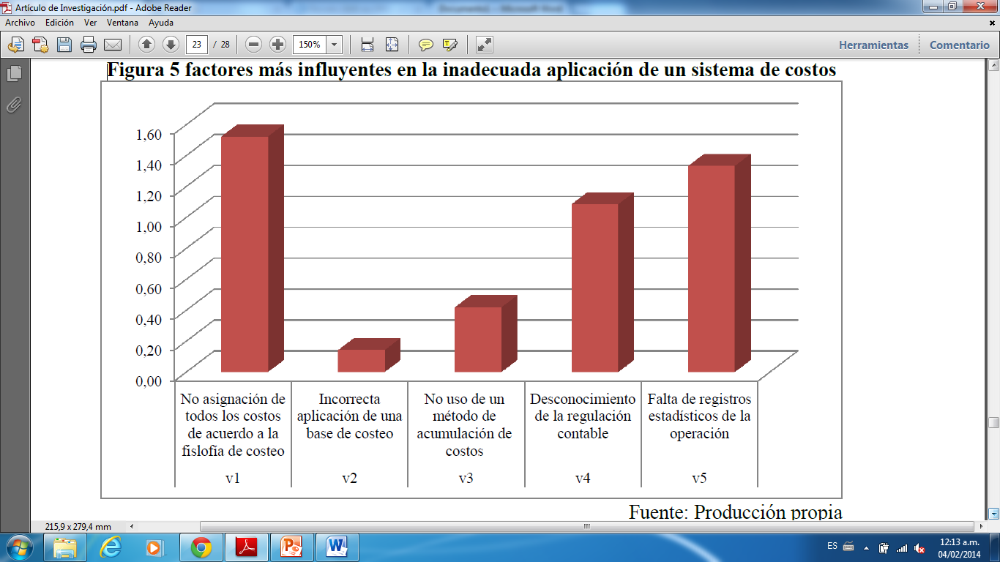 Artículo de Investigación.pdf - Adobe Reader
Archivo Edición Ver Ventana Ayuda
23 / 28 150% Herramientas Comentario
Figura 5 factores más influyentes en la inadecuada aplicación de un sistema de costos
1,60
1,40
1,20
1,00
0,80
0,60
0,40
0,20
0,00
No asignación de
todos los costos
de acuerdo a la
fislofía de costeo
v1
Incorrecta
aplicación de una
base de costeo
v2
No uso de un
método de
acumulación de
costos
v3
Desconocimiento
de la regulación
contable
v4
Falta de registros
estadísticos de la
operación
v5
Fuente: Producción propia
215,9 x 279,4 mm
ES
12:13 a.m.
04/02/2014